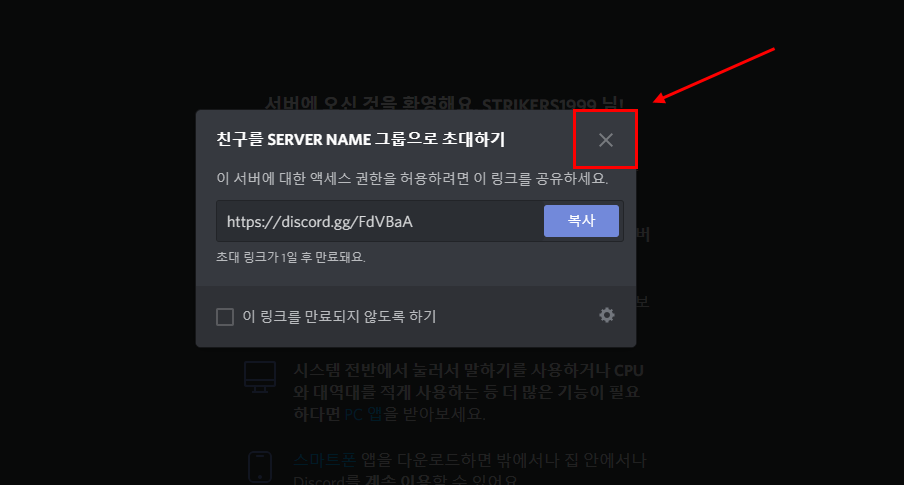 서버에 오신 것을 환영해요, STRIKERS1999 님!
친구를 SERVER NAME 그룹으로 초대하기
이 서버에 대한 액세스 권한을 허용하려면 이 링크를 공유하세요.
https://discord.gg/FdVBaA
복사
버
초대 링크가 1일 후 만료돼요.
보
이 링크를 만료되지 않도록 하기
시스템 전반에서 눌러서 말하기를 사용하거나 CPU
와 대역대를 적게 사용하는 등 더 많은 기능이 필요
하다면 PC 앱을 받아보세요.
스마트폰 앱을 다운로드하면 밖에서나 집 안에서나
Discord를 계속 이용할 수 있어요